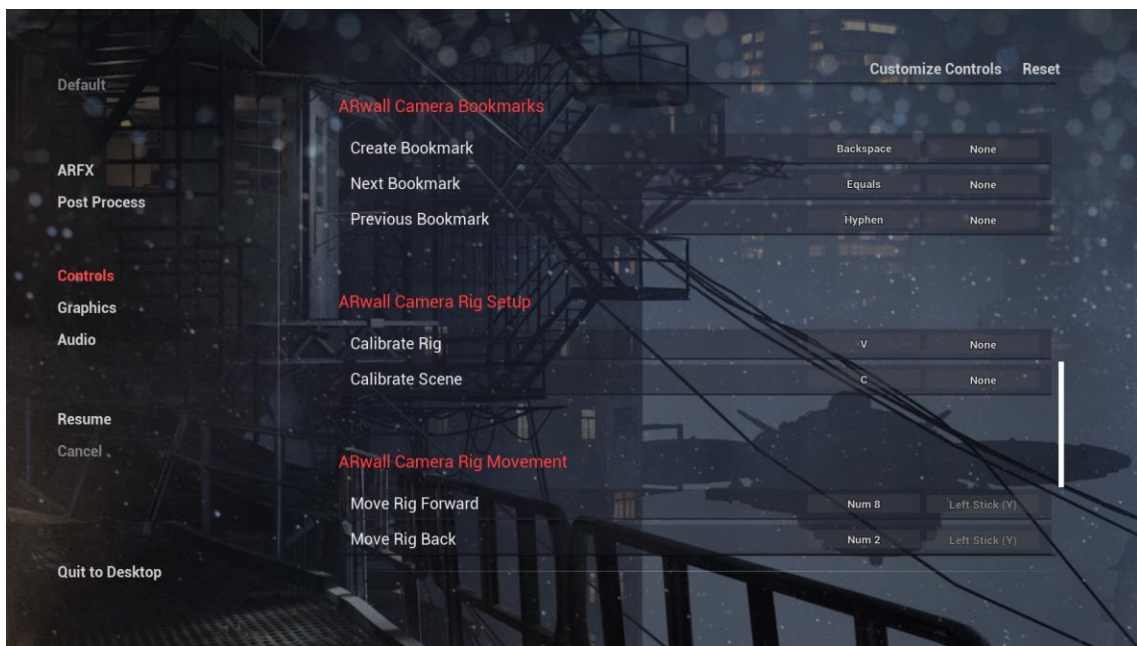 Customize Controls Reset
Default
ARwall Camera Bookmarks
Create Bookmark Backspace None
ARFX
Next Bookmark Equals None
Post Process
Previous Bookmark Hyphen None
Controls
ARwall Camera Rig Setup
Graphics
Audio
Calibrate Rig V None
Calibrate Scene C None
Resume
Cancel
ARwall Camera Rig Movement
Move Rig Forward Num 8 Left Stick (Y)
Move Rig Back Num 2 Left Stick (Y)
Quit to Desktop